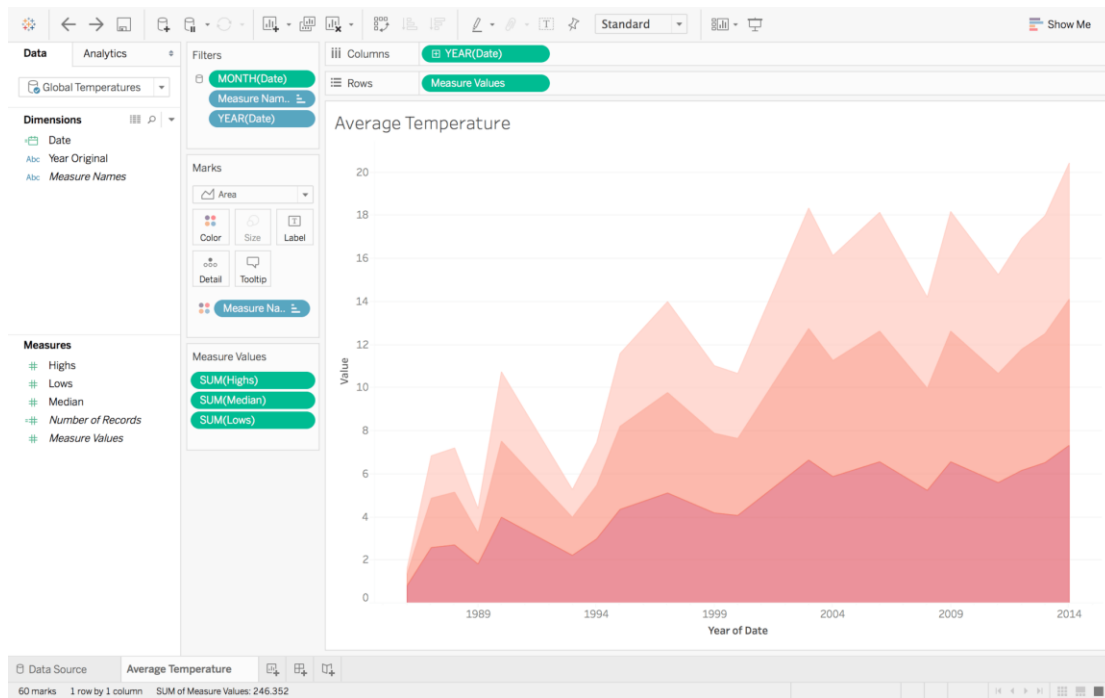 Standard
Show Me
Data
Analytics
Global Temperatures
Dimensions
Date
Abc Year Original
Abc Measure Names
Measures
Highs
Lows
Median
Number of Records
Measure Values
Filters
MONTH(Date)
Measure Nam..
YEAR(Date)
Marks
Area
Color
Size
Label
Detail
Tooltip
Measure Na..
Measure Values
SUM(Highs)
SUM(Median)
SUM(Lows)
Columns
YEAR(Date)
Rows
Measure Values
Average Temperature
20
18
16
14
12
10
8
6
4
2
0
Value
1989 1994 1999 2004 2009 2014
Year of Date
Data Source
Average Temperature
60 marks 1 row by 1 column SUM of Measure Values: 246.352